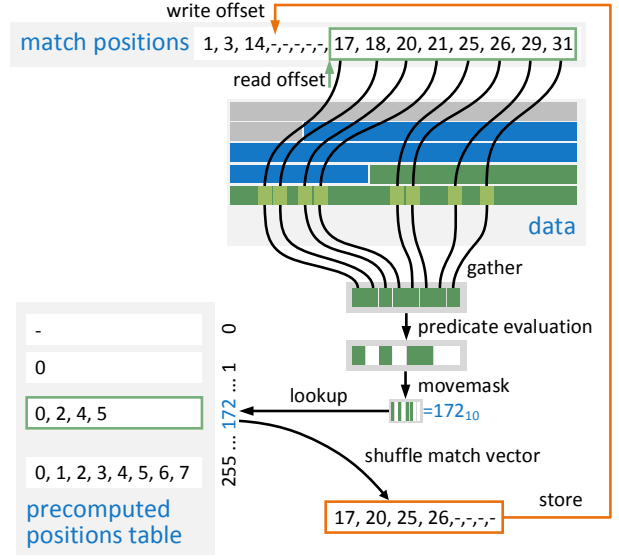 write offset
match positions 1, 3, 14,-,-,-,-,-, 17, 18, 20, 21, 25, 26, 29, 31
read offset
data
gather
- 0
predicate evaluation
0 ... 1
movemask
lookup
0, 2, 4, 5 172 =172₁₀
shuffle match vector
0, 1, 2, 3, 4, 5, 6, 7 255 ...
precomputed
positions table
store
17, 20, 25, 26,-,-,-,-